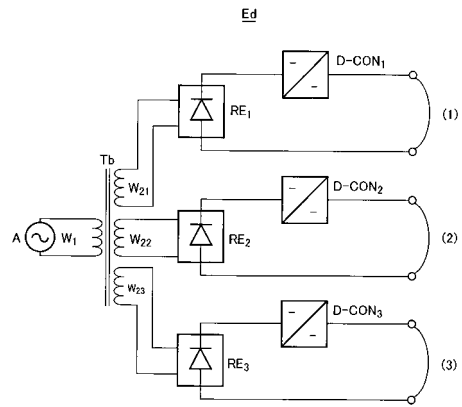 Ed
D-CON₁
RE₁
(1)
Tb
W₂₁
D-CON₂
A
W₁
W₂₂
RE₂
(2)
W₂₃
D-CON₃
RE₃
(3)